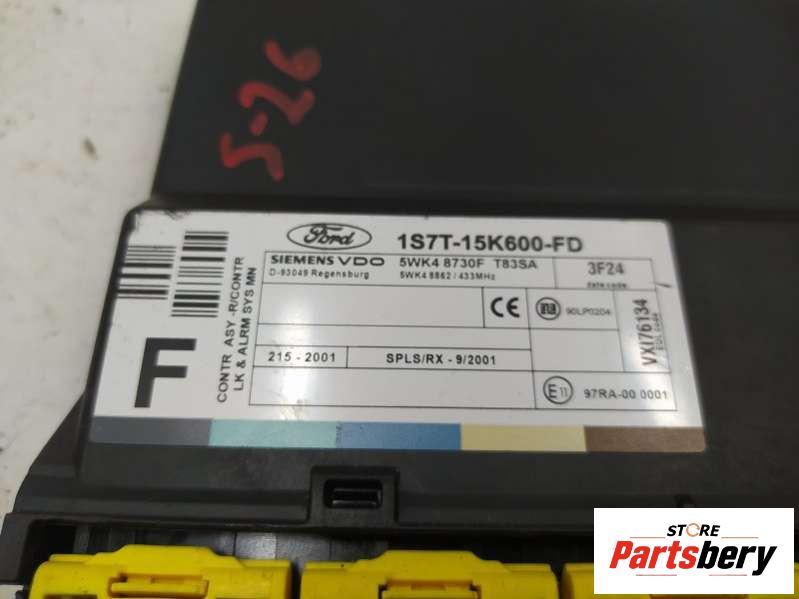 5-26
Ford
1S7T-15K600-FD
SIEMENS VDO 5WK4 8730F T83SA
D-93049 Regensburg 5WK4 8862 / 433MHz
3F24
date code
CE
90LP0204
VXI76134
215 - 2001 SPLS/RX - 9/2001
E11 97RA-00 0001
F
CONTR ASY -R/CONTR
LK & ALRM SYS MN
STORE
Partsbery